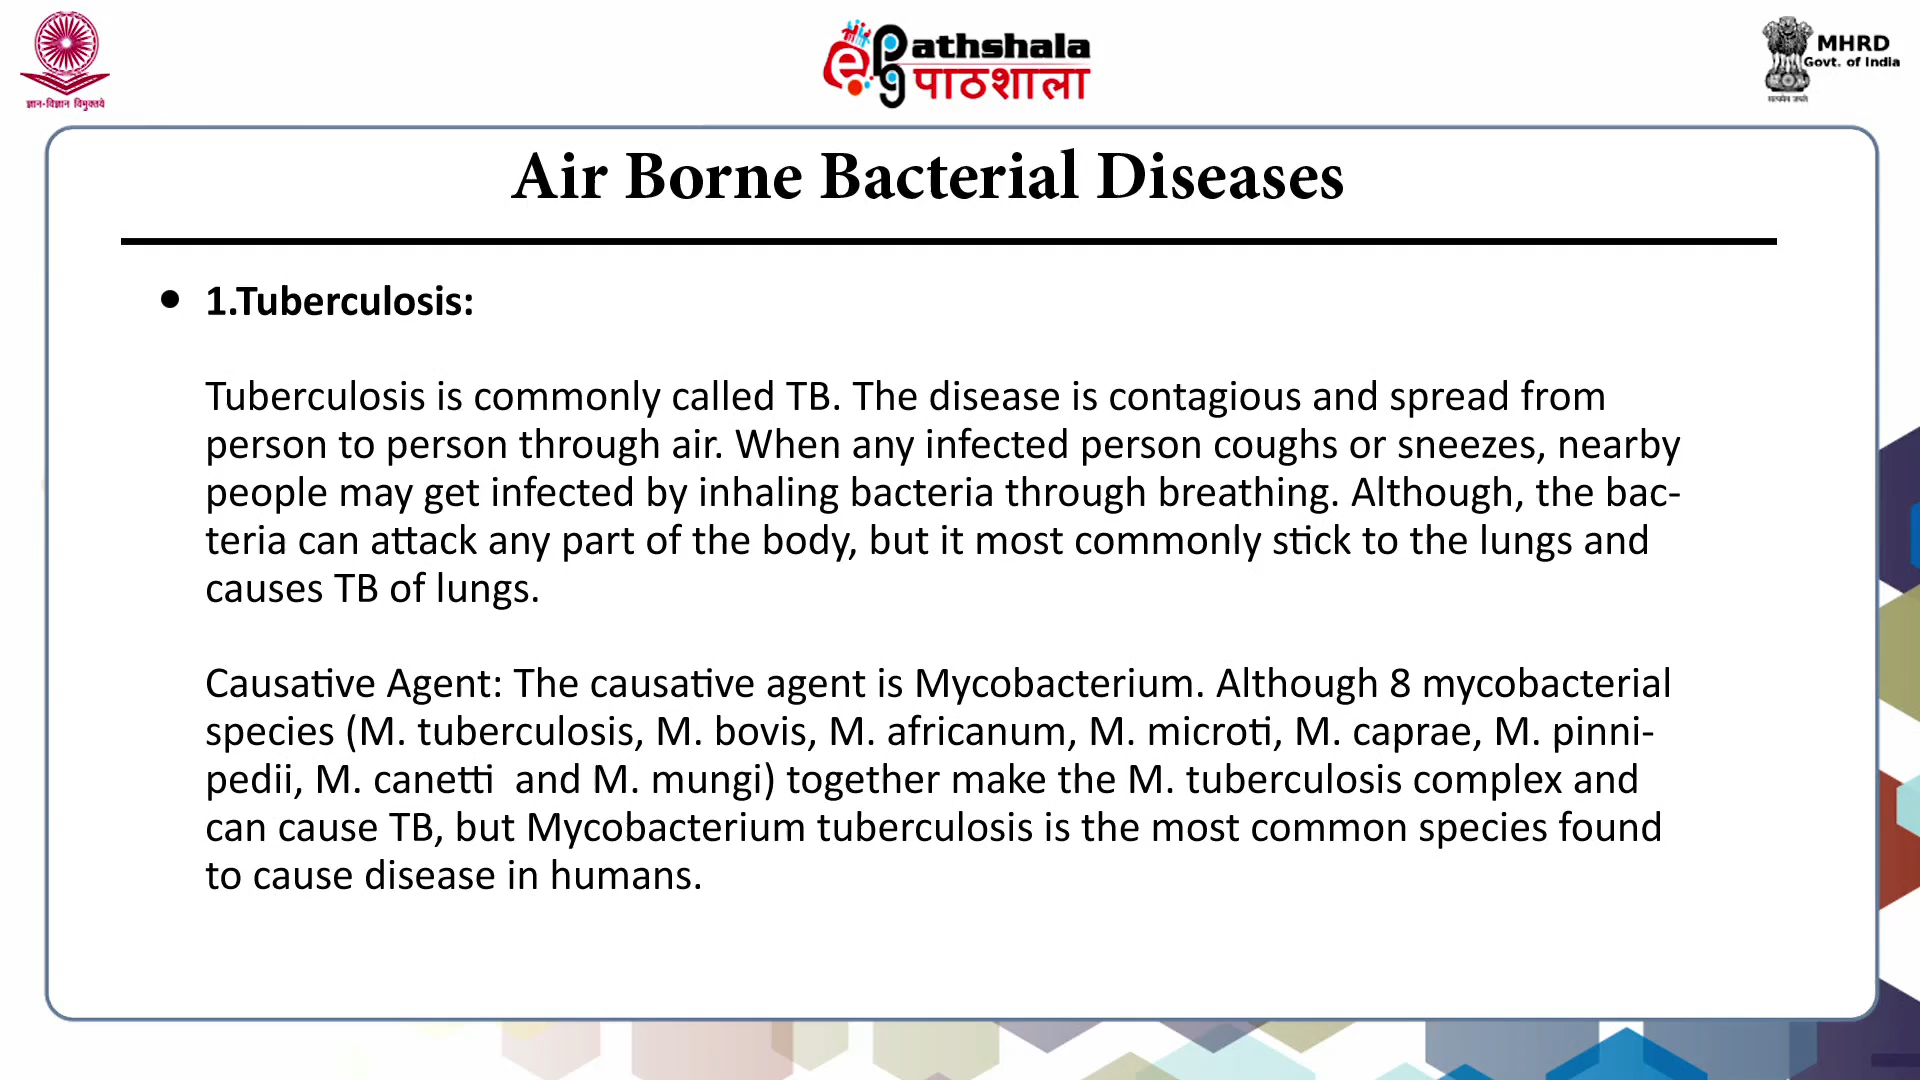 ज्ञान-विज्ञान विमुक्तये
e Pg Pathshala
पाठशाला
MHRD
Govt. of India
सत्यमेव जयते
Air Borne Bacterial Diseases
• 1.Tuberculosis:
Tuberculosis is commonly called TB. The disease is contagious and spread from
person to person through air. When any infected person coughs or sneezes, nearby
people may get infected by inhaling bacteria through breathing. Although, the bac-
teria can attack any part of the body, but it most commonly stick to the lungs and
causes TB of lungs.
Causative Agent: The causative agent is Mycobacterium. Although 8 mycobacterial
species (M. tuberculosis, M. bovis, M. africanum, M. microti, M. caprae, M. pinni-
pedii, M. canetti  and M. mungi) together make the M. tuberculosis complex and
can cause TB, but Mycobacterium tuberculosis is the most common species found
to cause disease in humans.